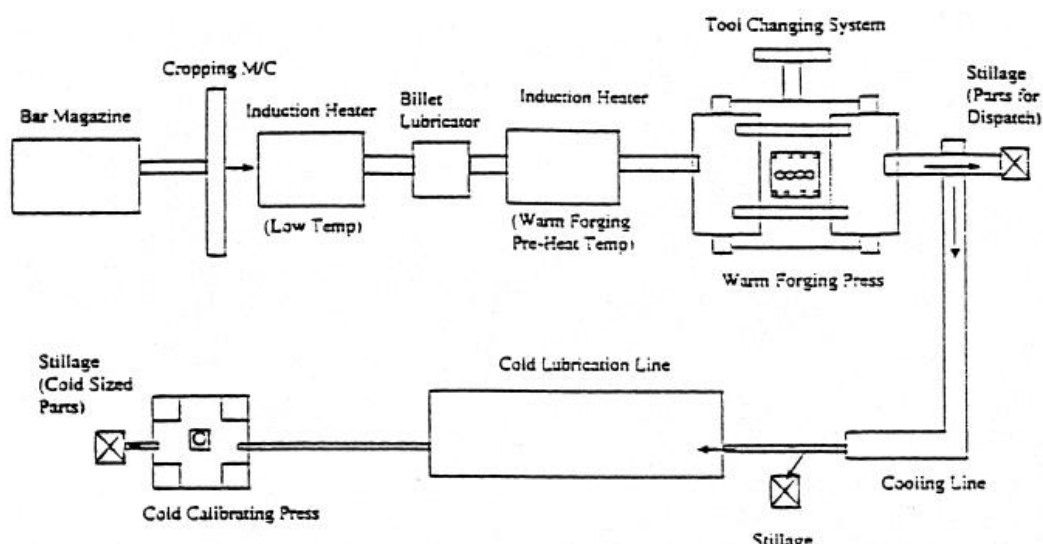 Tool Changing System
Cropping M/C
Stillage
(Parts for
Dispatch)
Bar Magazine
Induction Heater
Billet
Lubricator
Induction Heater
(Low Temp)
(Warm Forging
Pre-Heat Temp)
Warm Forging Press
Stillage
(Cold Sized
Parts)
Cold Lubrication Line
C
Cold Calibrating Press
Cooling Line
Stillage